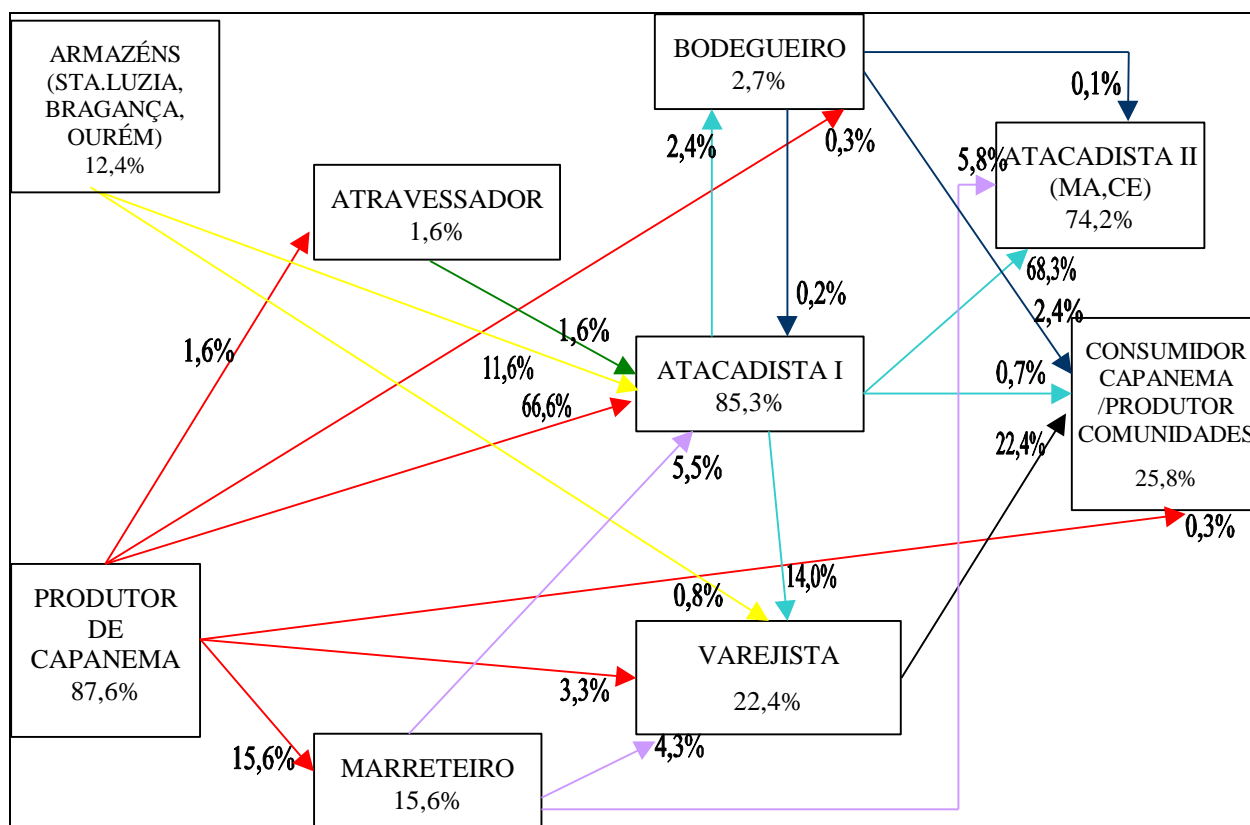 ARMAZÉNS
(STA.LUZIA,
BRAGANÇA,
OURÉM)
12,4%
BODEGUEIRO
2,7%
0,1%
2,4%
0,3%
5,8%
ATACADISTA II
(MA,CE)
74,2%
ATRAVESSADOR
1,6%
68,3%
0,2%
2,4%
1,6%
1,6%
11,6%
66,6%
ATACADISTA I
85,3%
0,7%
CONSUMIDOR
CAPANEMA
/PRODUTOR
COMUNIDADES
25,8%
22,4%
5,5%
0,3%
PRODUTOR
DE
CAPANEMA
87,6%
0,8%
14,0%
VAREJISTA
22,4%
3,3%
15,6%
4,3%
MARRETEIRO
15,6%